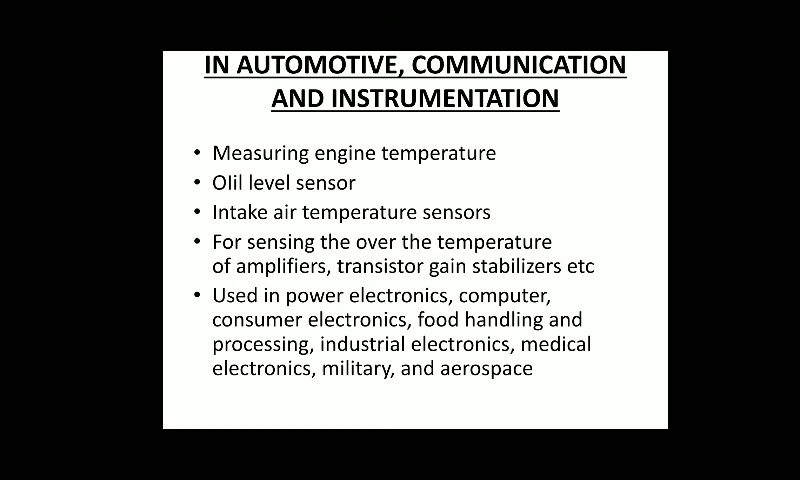 IN AUTOMOTIVE, COMMUNICATION
AND INSTRUMENTATION
• Measuring engine temperature
• OIil level sensor
• Intake air temperature sensors
• For sensing the over the temperature
of amplifiers, transistor gain stabilizers etc
• Used in power electronics, computer,
consumer electronics, food handling and
processing, industrial electronics, medical
electronics, military, and aerospace